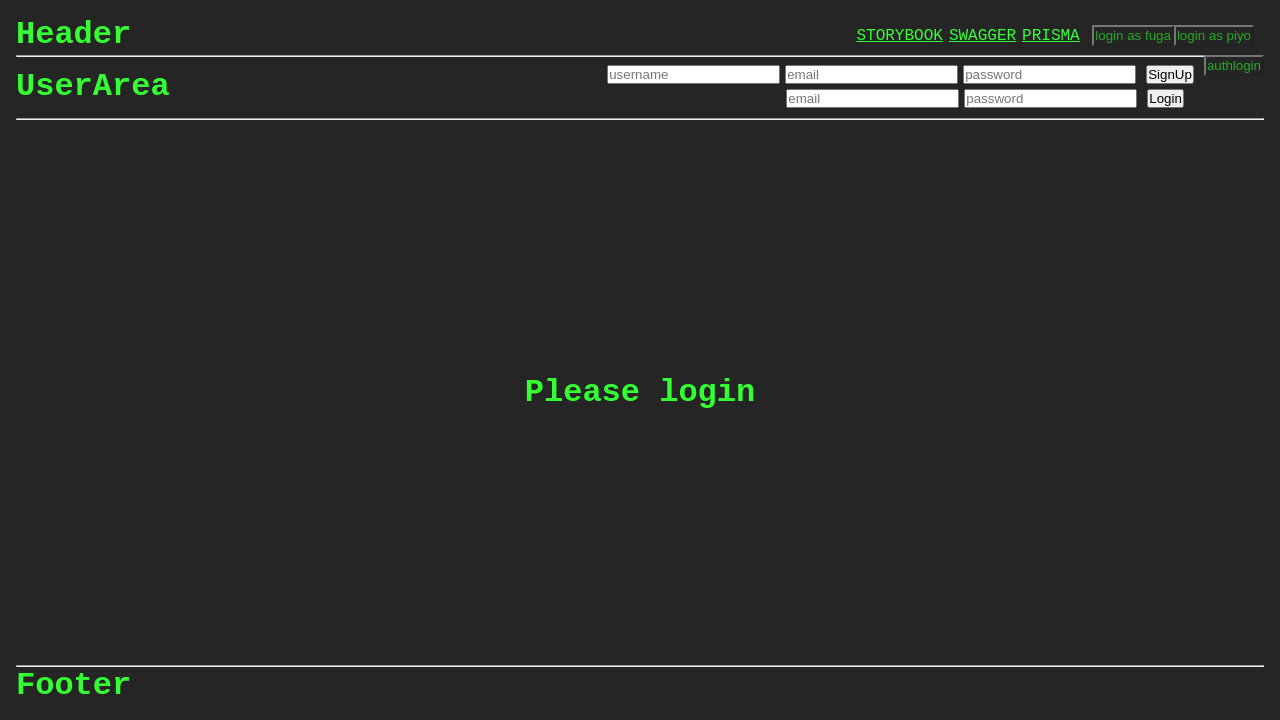 Header
STORYBOOK SWAGGER PRISMA login as fuga login as piyo
UserArea
username email password SignUp authlogin
email password Login
Please login
Footer